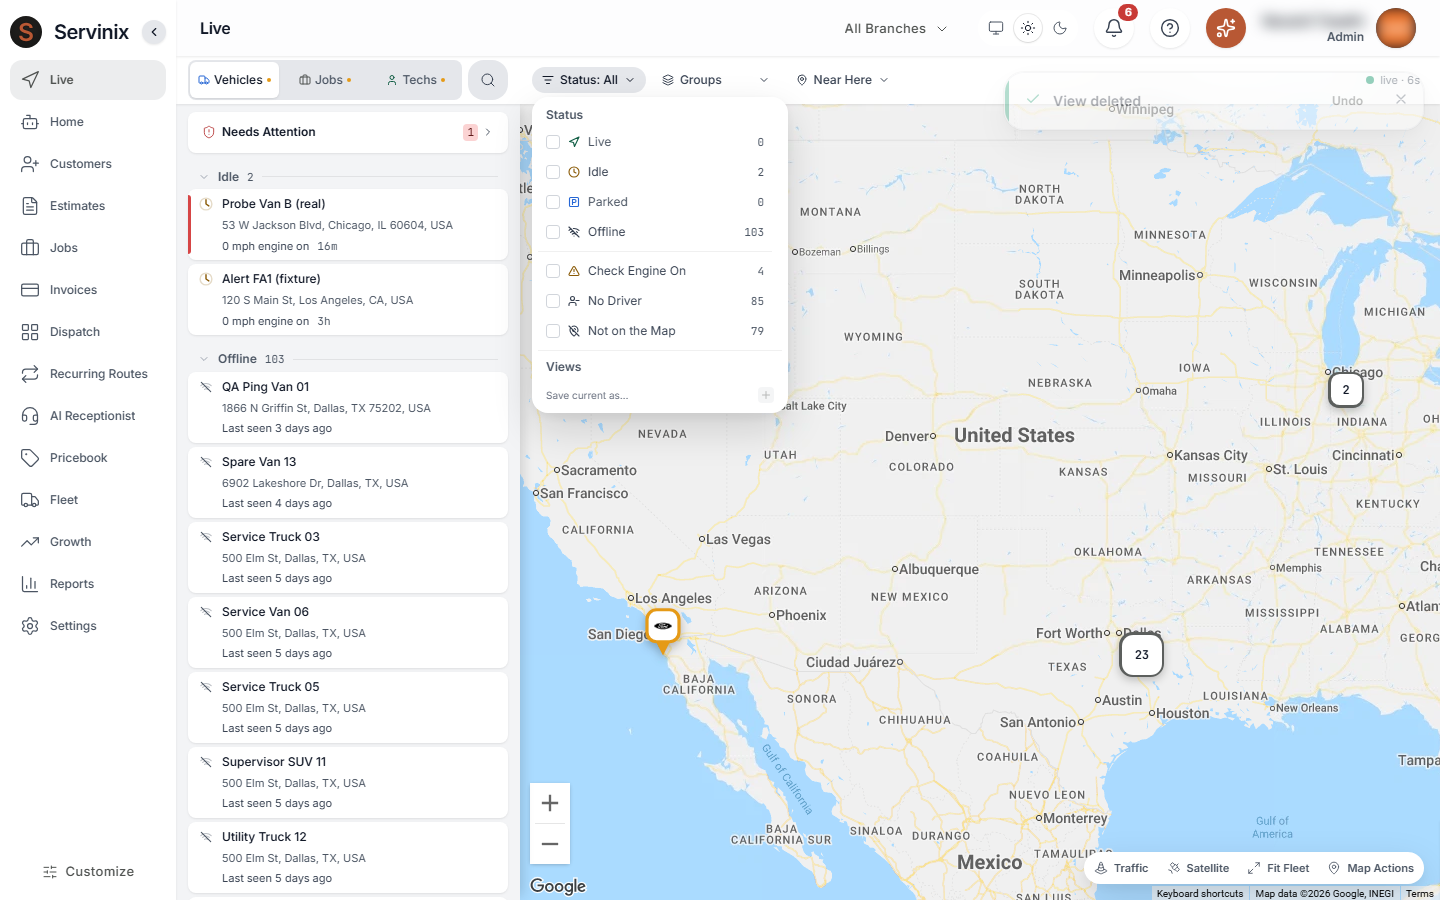 Servinix
Live
All Branches
6
Admin
Live
Home
Customers
Estimates
Jobs
Invoices
Dispatch
Recurring Routes
AI Receptionist
Pricebook
Fleet
Growth
Reports
Settings
Customize
Vehicles
Jobs
Techs
Status: All
Groups
Near Here
live · 6s
View deleted
Undo
Needs Attention
1
Idle 2
Probe Van B (real)
53 W Jackson Blvd, Chicago, IL 60604, USA
0 mph engine on 16m
Alert FA1 (fixture)
120 S Main St, Los Angeles, CA, USA
0 mph engine on 3h
Offline 103
QA Ping Van 01
1866 N Griffin St, Dallas, TX 75202, USA
Last seen 3 days ago
Spare Van 13
6902 Lakeshore Dr, Dallas, TX, USA
Last seen 4 days ago
Service Truck 03
500 Elm St, Dallas, TX, USA
Last seen 5 days ago
Service Van 06
500 Elm St, Dallas, TX, USA
Last seen 5 days ago
Service Truck 05
500 Elm St, Dallas, TX, USA
Last seen 5 days ago
Supervisor SUV 11
500 Elm St, Dallas, TX, USA
Last seen 5 days ago
Utility Truck 12
500 Elm St, Dallas, TX, USA
Last seen 5 days ago
Status
Live 0
Idle 2
Parked 0
Offline 103
Check Engine On 4
No Driver 85
Not on the Map 79
Views
Save current as...
Winnipeg
NORTH
DAKOTA
MONTANA
MINNESOTA
Bozeman
Billings
Minneapolis
WISCONSIN
SOUTH
DAKOTA
MICHIGAN
WYOMING
IOWA
Chicago
NEBRASKA
Omaha
2
alt Lake City
ILLINOIS
INDIANA
OH
NEVADA
Denver
United States
UTAH
COLORADO
KANSAS
Kansas City
St. Louis
Cincinnati
MISSOURI
Sacramento
San Francisco
KENTUCKY
CALIFORNIA
Las Vegas
OKLAHOMA
TENNESSEE
Albuquerque
Memphis
Cha
ARKANSAS
Los Angeles
ARIZONA
NEW MEXICO
Phoenix
MISSISSIPPI
Atlan
ALABAMA
GEORG
San Diego
Fort Worth
Dallas
23
Ciudad Juárez
TEXAS
BAJA
CALIFORNIA
SONORA
Austin
LOUISIANA
New Orleans
Houston
CHIHUAHUA
San Antonio
Gulf of California
COAHUILA
Tampa
NUEVO LEON
Monterrey
BAJA
CALIFORNIA SUR
SINALOA
DURANGO
Gulf of
America
Mexico
TAMAULIPAS
SAN LUIS
Traffic
Satellite
Fit Fleet
Map Actions
Google
Keyboard shortcuts
Map data ©2026 Google, INEGI
Terms